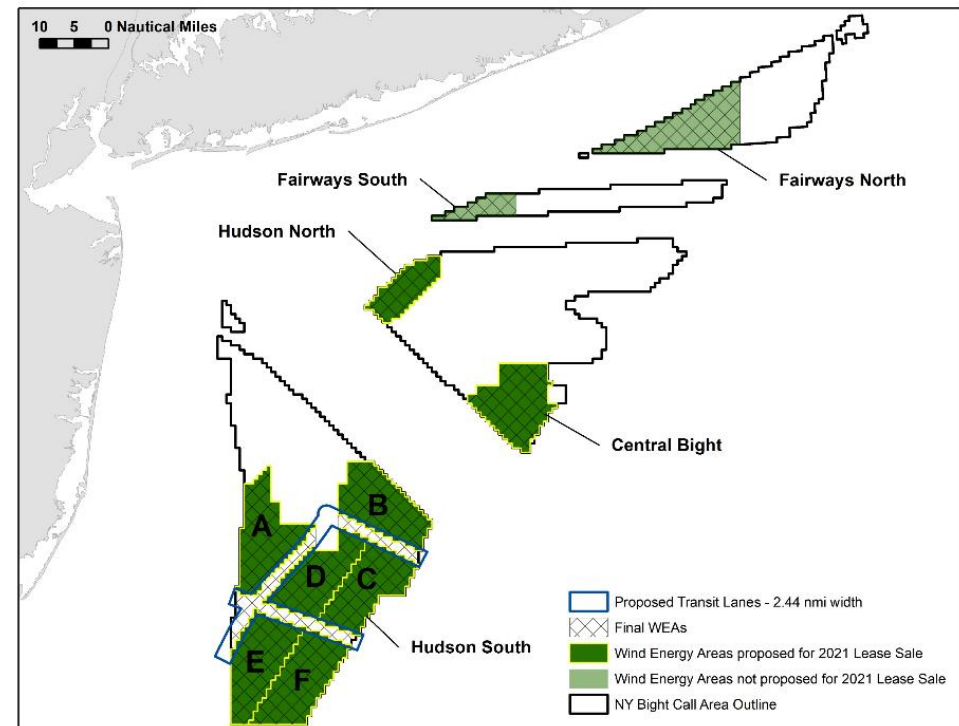 10 5 0 Nautical Miles
Fairways North
Fairways South
Hudson North
Central Bight
A
B
D
C
E
F
Hudson South
Proposed Transit Lanes - 2.44 nmi width
Final WEAs
Wind Energy Areas proposed for 2021 Lease Sale
Wind Energy Areas not proposed for 2021 Lease Sale
NY Bight Call Area Outline